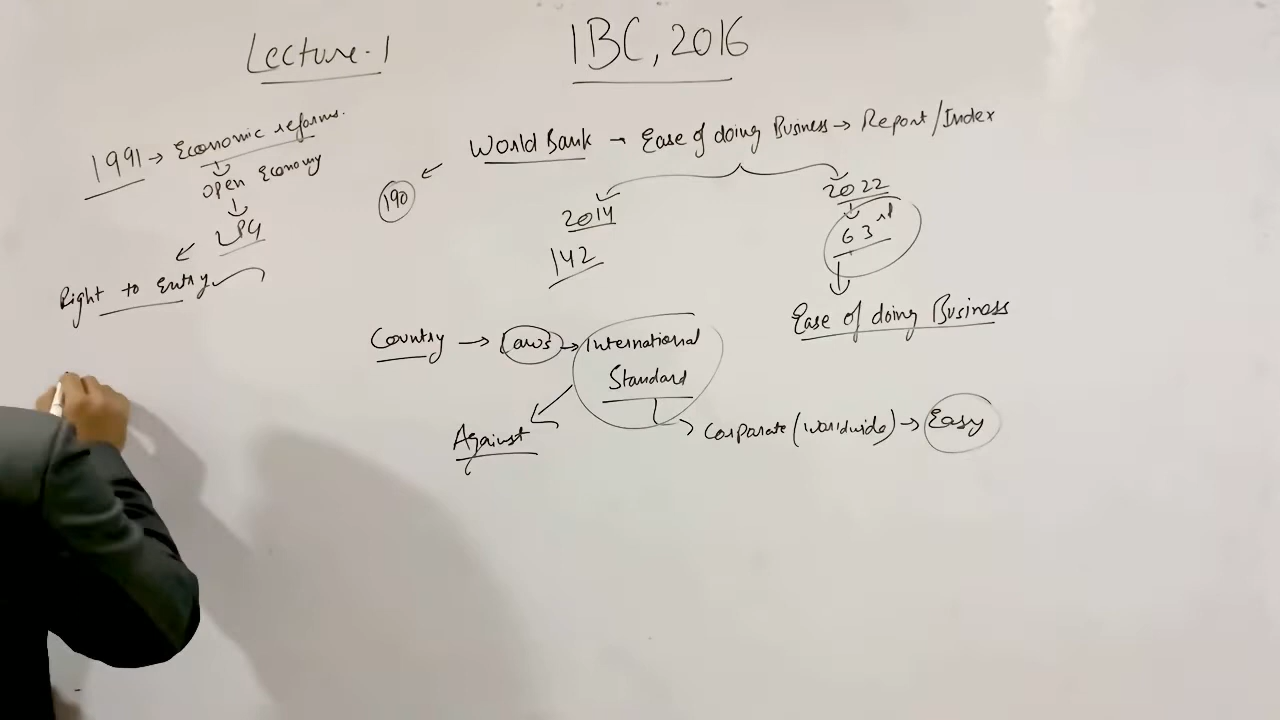 Lecture-1
IBC, 2016
1991 → Economic reforms.
open Economy
LPG
Right to Entry
World Bank → Ease of doing Business → Report/Index
190
2014
142
2022
63rd
Ease of doing Business
Country → Laws → International
Standard
Against
Corporate (worldwide) → Easy